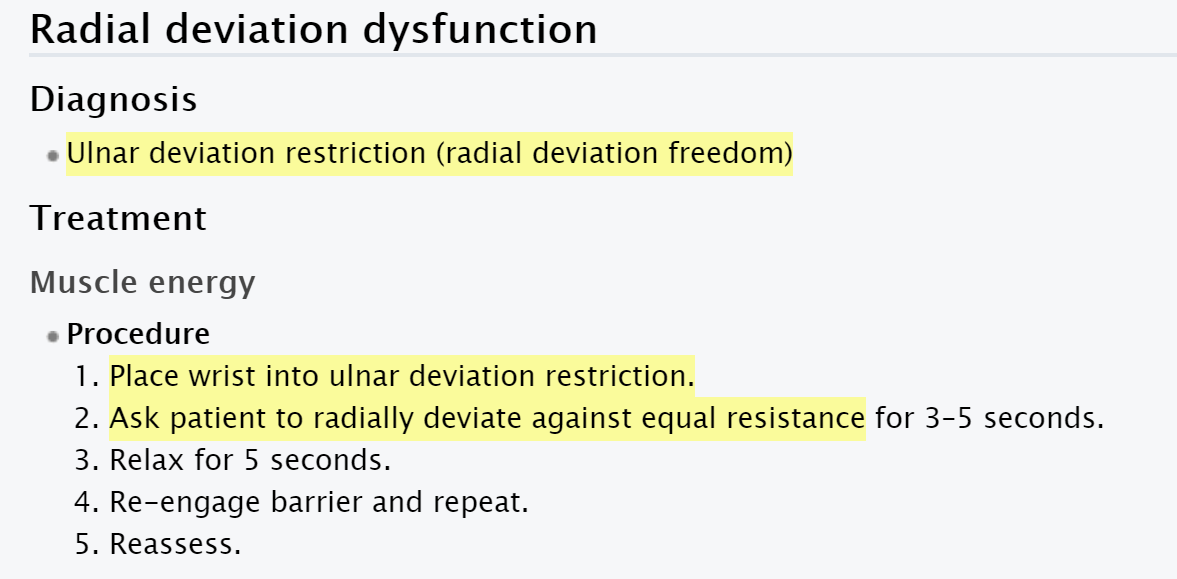 Radial deviation dysfunction
Diagnosis
Ulnar deviation restriction (radial deviation freedom)
Treatment
Muscle energy
Procedure
1. Place wrist into ulnar deviation restriction.
2. Ask patient to radially deviate against equal resistance for 3–5 seconds.
3. Relax for 5 seconds.
4. Re–engage barrier and repeat.
5. Reassess.